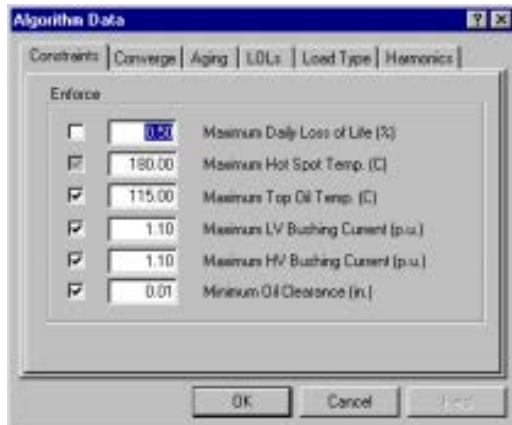 Algorithm Data
Constraints Converge Aging LOLs Load Type Harmonics
Enforce
0.50 Maximum Daily Loss of Life (%)
180.00 Maximum Hot Spot Temp. (C)
115.00 Maximum Top Oil Temp. (C)
1.10 Maximum LV Bushing Current (p.u.)
1.10 Maximum HV Bushing Current (p.u.)
0.01 Minimum Oil Clearance (in.)
OK Cancel